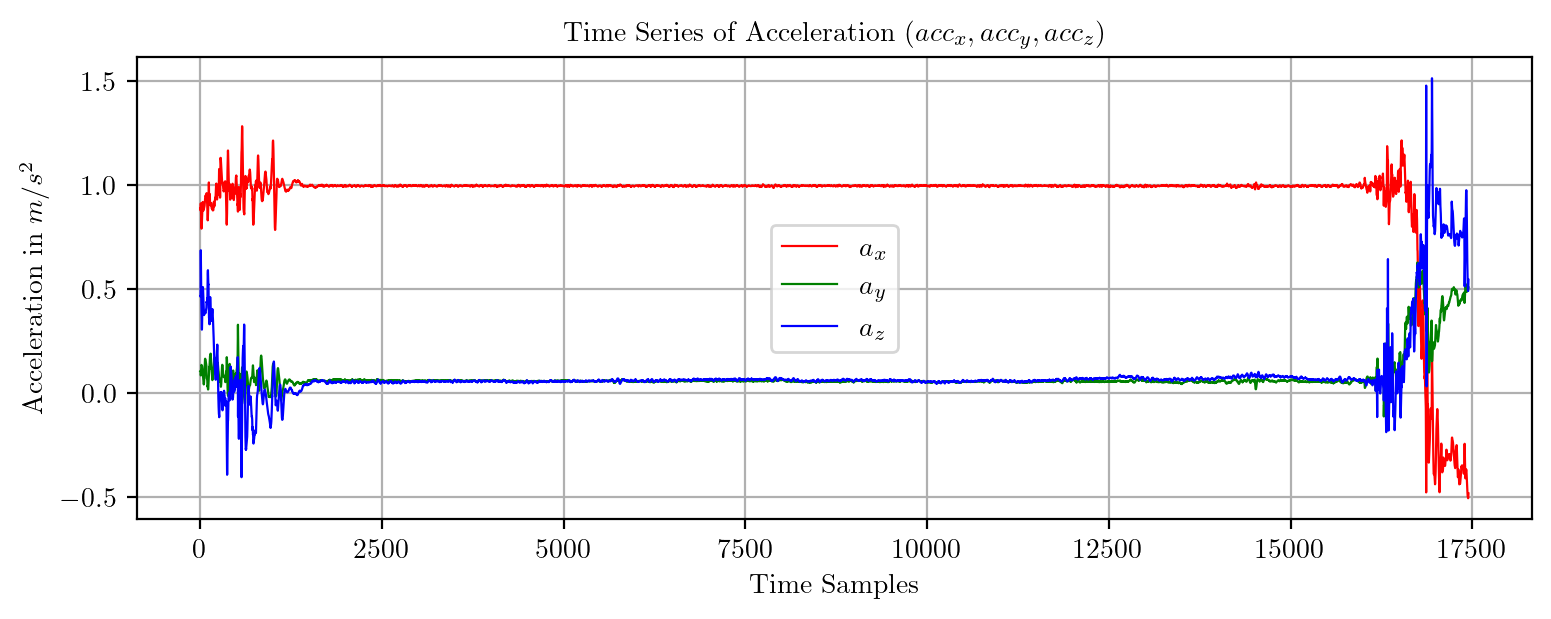 Time Series of Acceleration (acc_x, acc_y, acc_z)
Acceleration in m/s^2
1.5
1.0
0.5
0.0
−0.5
a_x
a_y
a_z
0 2500 5000 7500 10000 12500 15000 17500
Time Samples